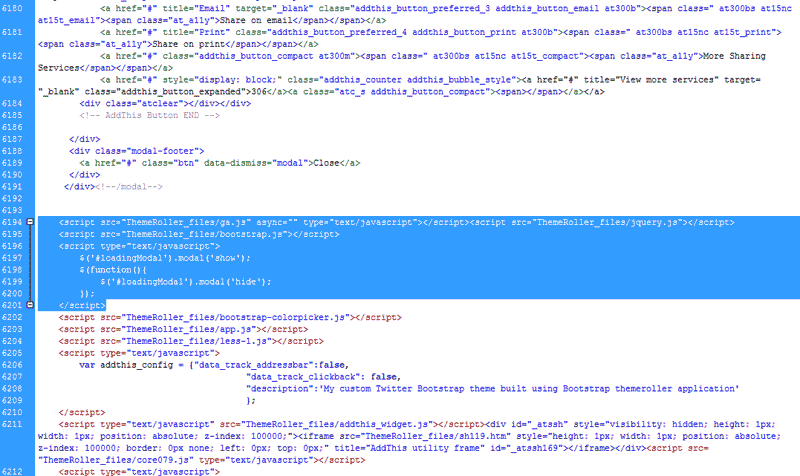 6180 <a href="#" title="Email" target="_blank" class="addthis_button_preferred_3 addthis_button_email at300b"><span class=" at300bs at15nc
at15t_email"><span class="at_a11y">Share on email</span></span></a>
6181 <a href="#" title="Print" class="addthis_button_preferred_4 addthis_button_print at300b"><span class=" at300bs at15nc at15t_print">
<span class="at_a11y">Share on print</span></span></a>
6182 <a href="#" class="addthis_button_compact at300m"><span class=" at300bs at15nc at15t_compact"><span class="at_a11y">More Sharing
Services</span></span></a>
6183 <a href="#" style="display: block;" class="addthis_counter addthis_bubble_style"><a href="#" title="View more services" target=
"_blank" class="addthis_button_expanded">306</a><a class="atc_s addthis_button_compact"><span></span></a></a>
6184 <div class="atclear"></div></div>
6185 <!-- AddThis Button END -->
6186
6187 </div>
6188 <div class="modal-footer">
6189 <a href="#" class="btn" data-dismiss="modal">Close</a>
6190 </div>
6191 </div><!--/modal-->
6192
6193
6194 <script src="ThemeRoller_files/ga.js" async="" type="text/javascript"></script><script src="ThemeRoller_files/jquery.js"></script>
6195 <script src="ThemeRoller_files/bootstrap.js"></script>
6196 <script type="text/javascript">
6197 $('#loadingModal').modal('show');
6198 $(function(){
6199 $('#loadingModal').modal('hide');
6200 });
6201 </script>
6202 <script src="ThemeRoller_files/bootstrap-colorpicker.js"></script>
6203 <script src="ThemeRoller_files/app.js"></script>
6204 <script src="ThemeRoller_files/less-1.js"></script>
6205 <script type="text/javascript">
6206 var addthis_config = {"data_track_addressbar":false,
6207 "data_track_clickback": false,
6208 "description":'My custom Twitter Bootstrap theme built using Bootstrap themeroller application'
6209 };
6210 </script>
6211 <script type="text/javascript" src="ThemeRoller_files/addthis_widget.js"></script><div id="_atssh" style="visibility: hidden; height: 1px;
width: 1px; position: absolute; z-index: 100000;"><iframe src="ThemeRoller_files/sh119.htm" style="height: 1px; width: 1px; position: absolute;
z-index: 100000; border: 0px none; left: 0px; top: 0px;" title="AddThis utility frame" id="_atssh169"></iframe></div><script src=
"ThemeRoller_files/core079.js" type="text/javascript"></script>
6212 <script type="text/javascript">